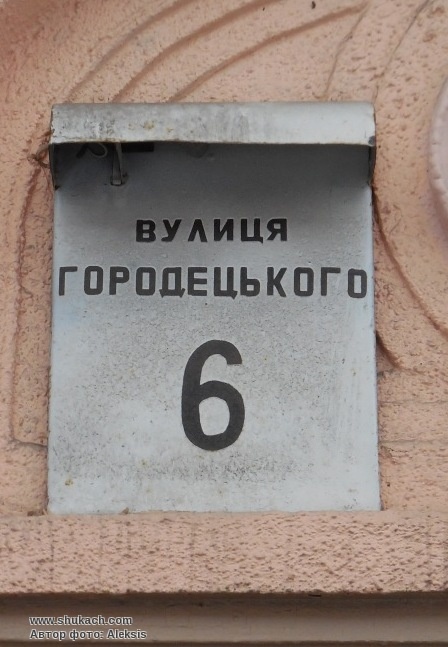 ВУЛИЦЯ
ГОРОДЕЦЬКОГО
6
www.shukach.com
Автор фото: Aleksis